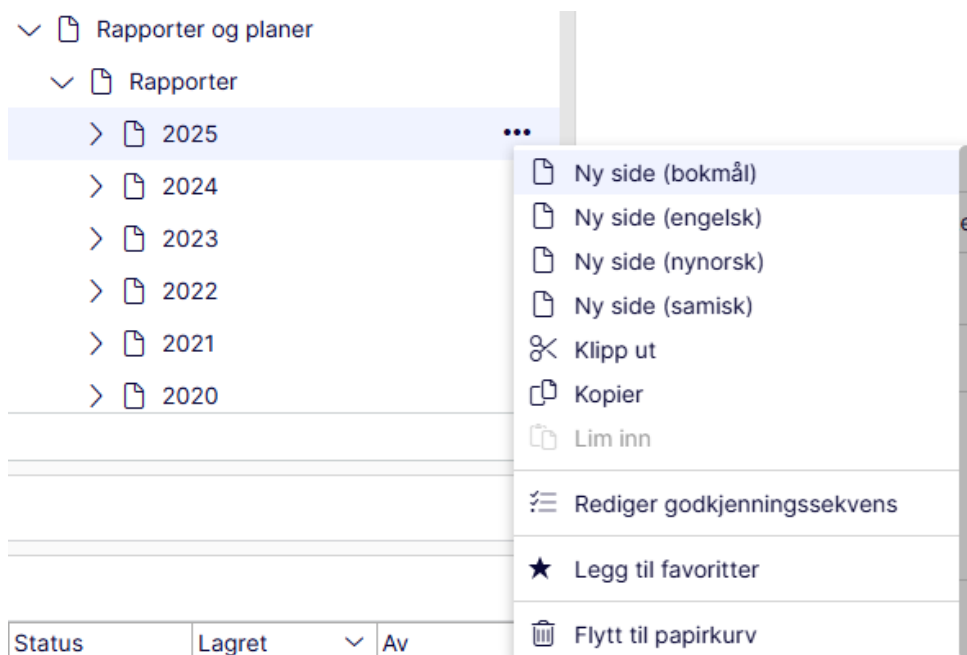 Rapporter og planer
Rapporter
2025
2024
2023
2022
2021
2020
Ny side (bokmål)
Ny side (engelsk)
Ny side (nynorsk)
Ny side (samisk)
Klipp ut
Kopier
Lim inn
Rediger godkjenningssekvens
Legg til favoritter
Flytt til papirkurv
Status Lagret Av